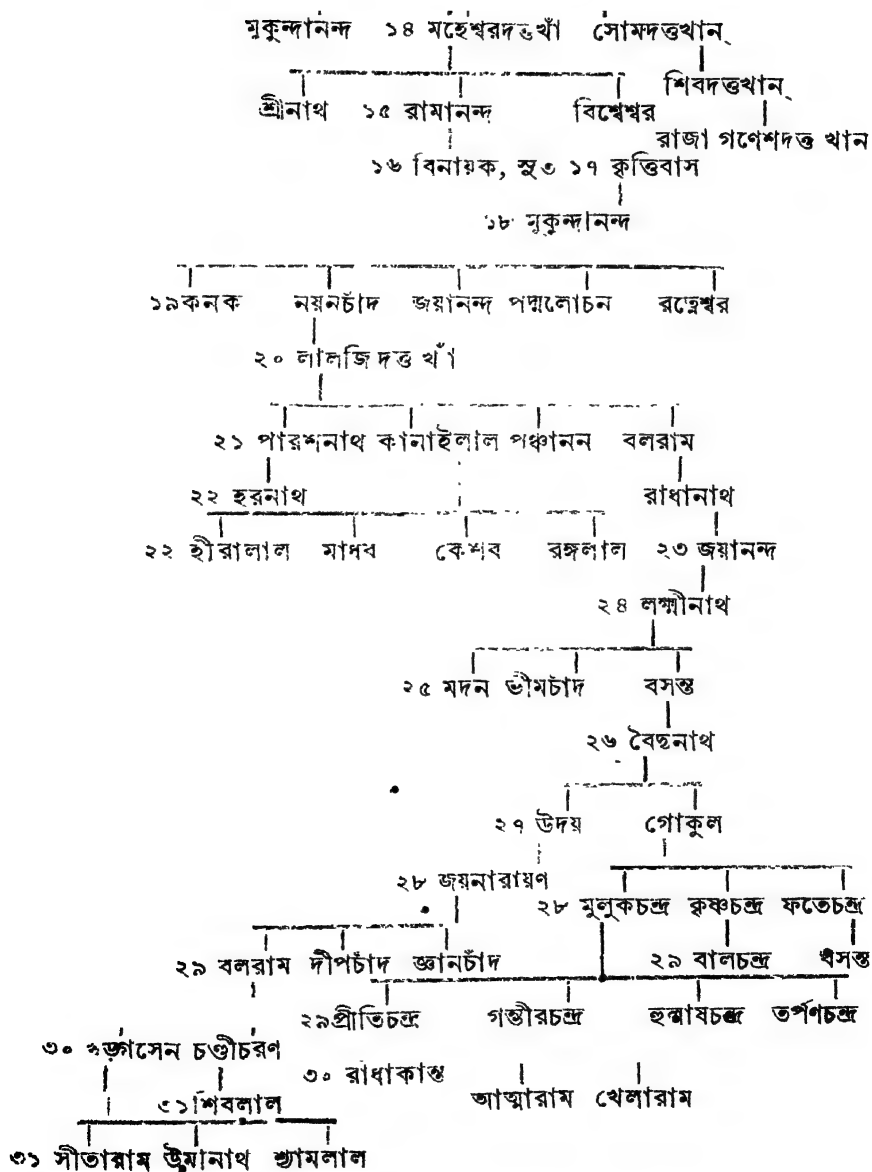 মুকুন্দানন্দ ১৪ মহেশ্বরদত্তখাঁ সোমদত্তখান্
শিবদত্তখান্
শ্রীনাথ ১৫ রামানন্দ বিশ্বেশ্বর
রাজা গণেশদত্ত খান
১৬ বিনায়ক, সু৩ ১৭ কৃত্তিবাস
১৮ মুকুন্দানন্দ
১৯কনক নয়নচাঁদ জয়ানন্দ পদ্মলোচন রত্নেশ্বর
২০ লালজি দত্ত খাঁ
২১ পারশনাথ কানাইলাল পঞ্চানন বলরাম
২২ হরনাথ রাধানাথ
২২ হীরালাল মাধব কেশব রঙ্গলাল ২৩ জয়ানন্দ
২৪ লক্ষ্মীনাথ
২৫ মদন ভীমচাঁদ বসন্ত
২৬ বৈদ্যনাথ
২৭ উদয় গোকুল
২৮ জয়নারায়ণ
২৮ মুলুকচন্দ্র কৃষ্ণচন্দ্র ফতেচন্দ্র
২৯ বলরাম দীপচাঁদ জ্ঞানচাঁদ ২৯ বালচন্দ্র বসন্ত
২৯প্রীতিচন্দ্র গম্ভীরচন্দ্র তর্পণচন্দ্র
৩০ খড়্গসেন চণ্ডীচরণ
৩০ রাধাকান্ত
৩১শিবলাল আত্মারাম খেলারাম
৩১ সীতারাম উমানাথ শ্যামলাল